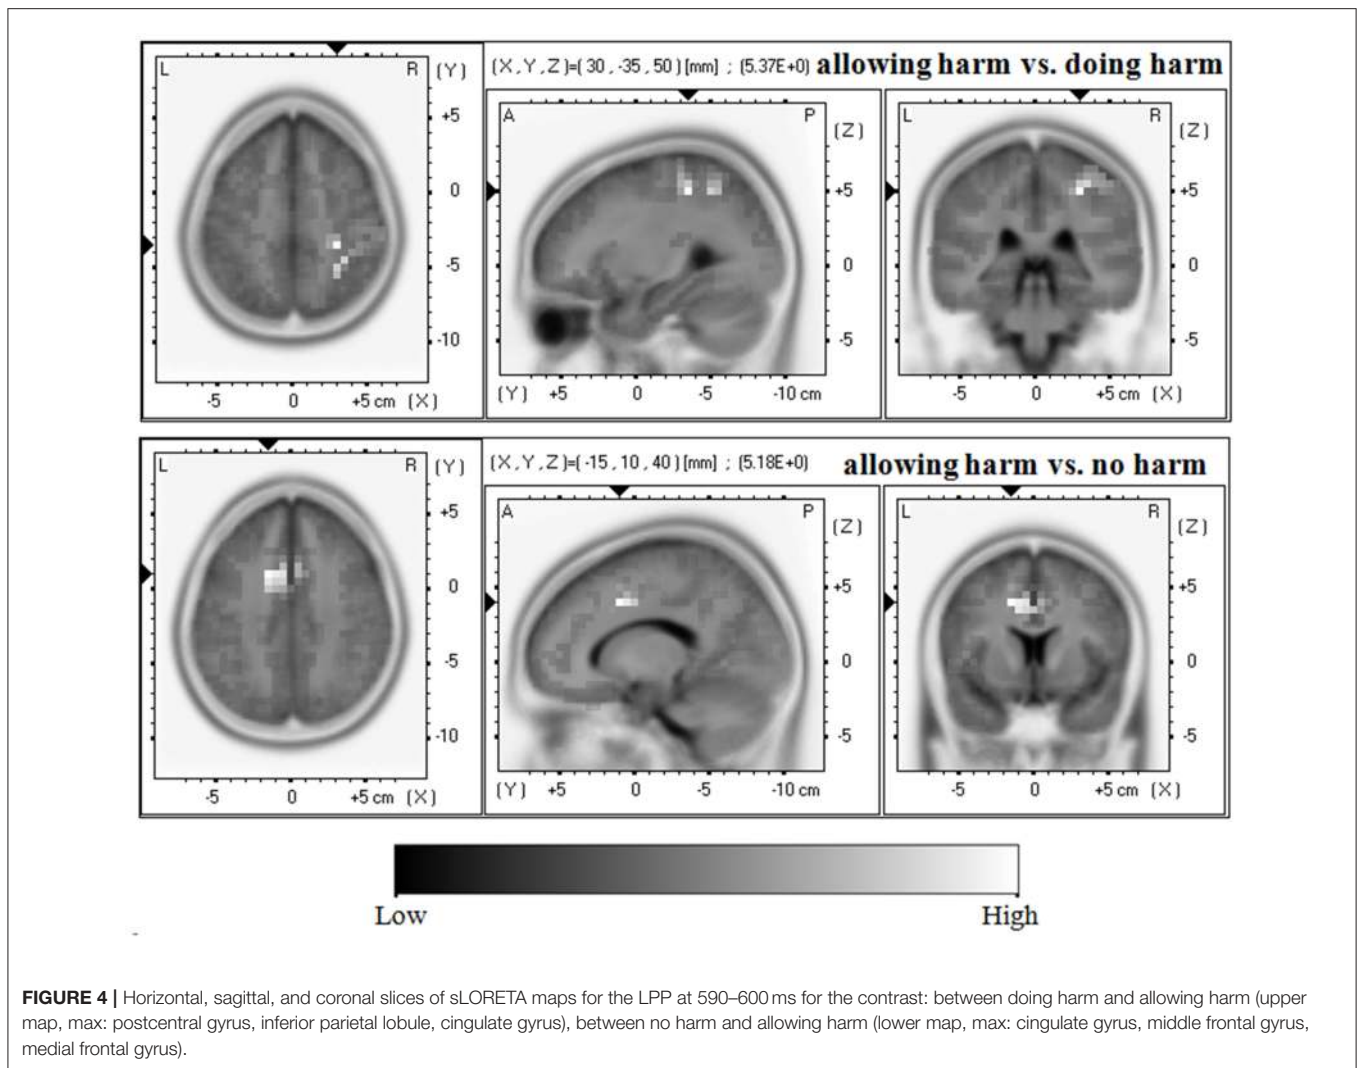 (X,Y,Z)=(30,-35,50)[mm] ; (5.37E+0) allowing harm vs. doing harm
L R (Y)
+5
0
-5
-10
-5 0 +5 cm (X)
A P (Z)
+5
0
-5
(Y) +5 0 -5 -10 cm
L R (Z)
+5
0
-5
-5 0 +5 cm (X)
(X,Y,Z)=(-15,10,40)[mm] ; (5.18E+0) allowing harm vs. no harm
L R (Y)
+5
0
-5
-10
-5 0 +5 cm (X)
A P (Z)
+5
0
-5
(Y) +5 0 -5 -10 cm
L R (Z)
+5
0
-5
-5 0 +5 cm (X)
Low High
FIGURE 4 | Horizontal, sagittal, and coronal slices of sLORETA maps for the LPP at 590–600 ms for the contrast: between doing harm and allowing harm (upper
map, max: postcentral gyrus, inferior parietal lobule, cingulate gyrus), between no harm and allowing harm (lower map, max: cingulate gyrus, middle frontal gyrus,
medial frontal gyrus).